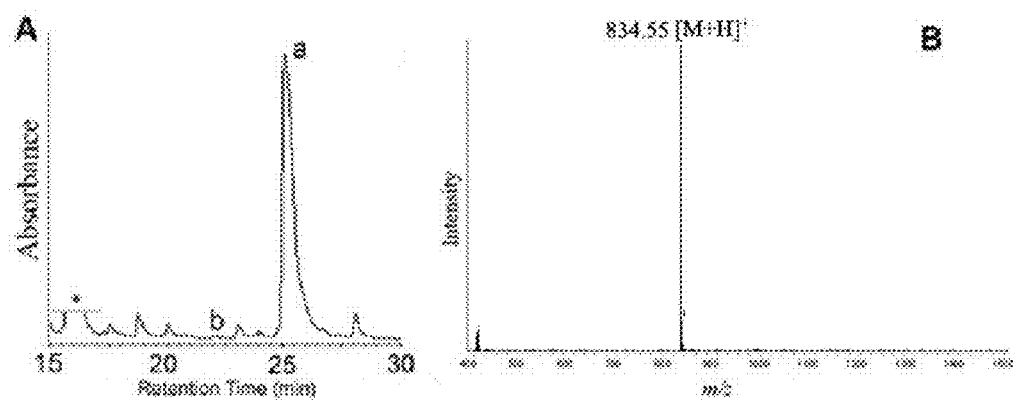 A
Absorbance
a
b
*
15 20 25 30
Retention Time (min)
834.55 [M+H]+
B
Intensity
m/z